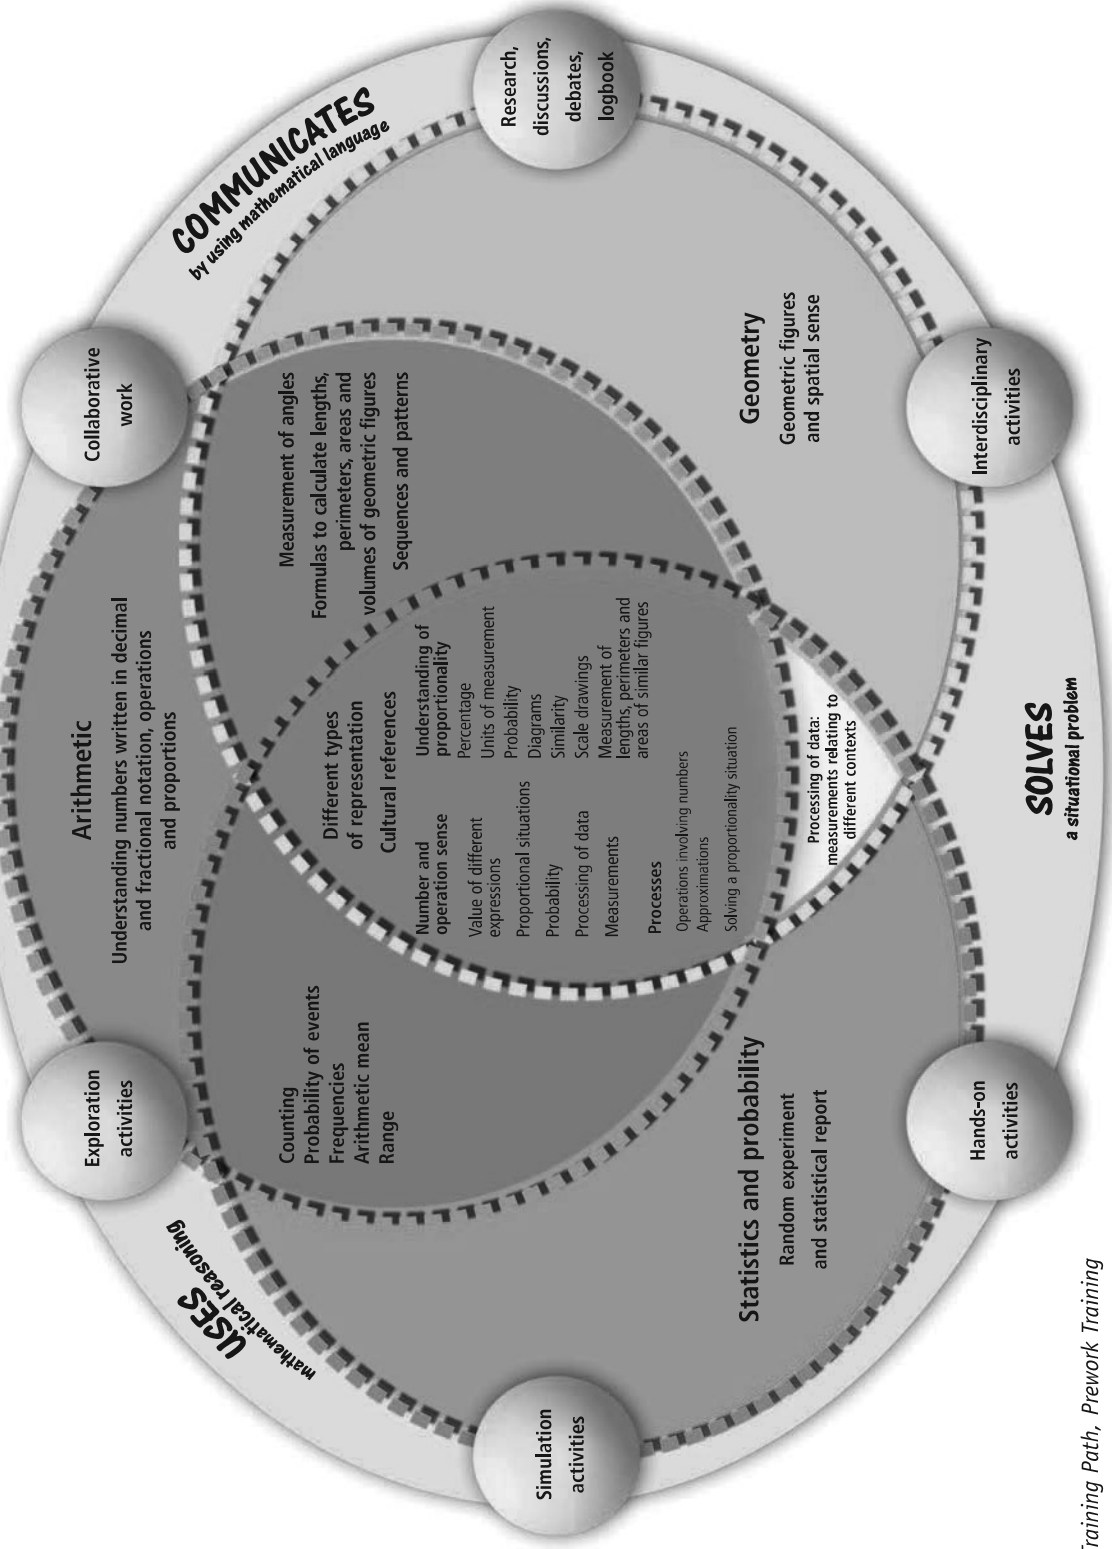 USES
mathematical reasoning
COMMUNICATES
by using mathematical language
SOLVES
a situational problem
Exploration
activities
Collaborative
work
Simulation
activities
Research,
discussions,
debates,
logbook
Hands-on
activities
Interdisciplinary
activities
Arithmetic
Understanding numbers written in decimal
and fractional notation, operations
and proportions
Counting
Probability of events
Frequencies
Arithmetic mean
Range
Measurement of angles
Formulas to calculate lengths,
perimeters, areas and
volumes of geometric figures
Sequences and patterns
Different types
of representation
Cultural references
Number and
operation sense
Value of different
expressions
Proportional situations
Probability
Processing of data
Measurements
Processes
Operations involving numbers
Approximations
Solving a proportionality situation
Understanding of
proportionality
Percentage
Units of measurement
Probability
Diagrams
Similarity
Scale drawings
Measurement of
lengths, perimeters and
areas of similar figures
Statistics and probability
Random experiment
and statistical report
Geometry
Geometric figures
and spatial sense
Processing of data:
measurements relating to
different contexts
Training Path, Prework Training